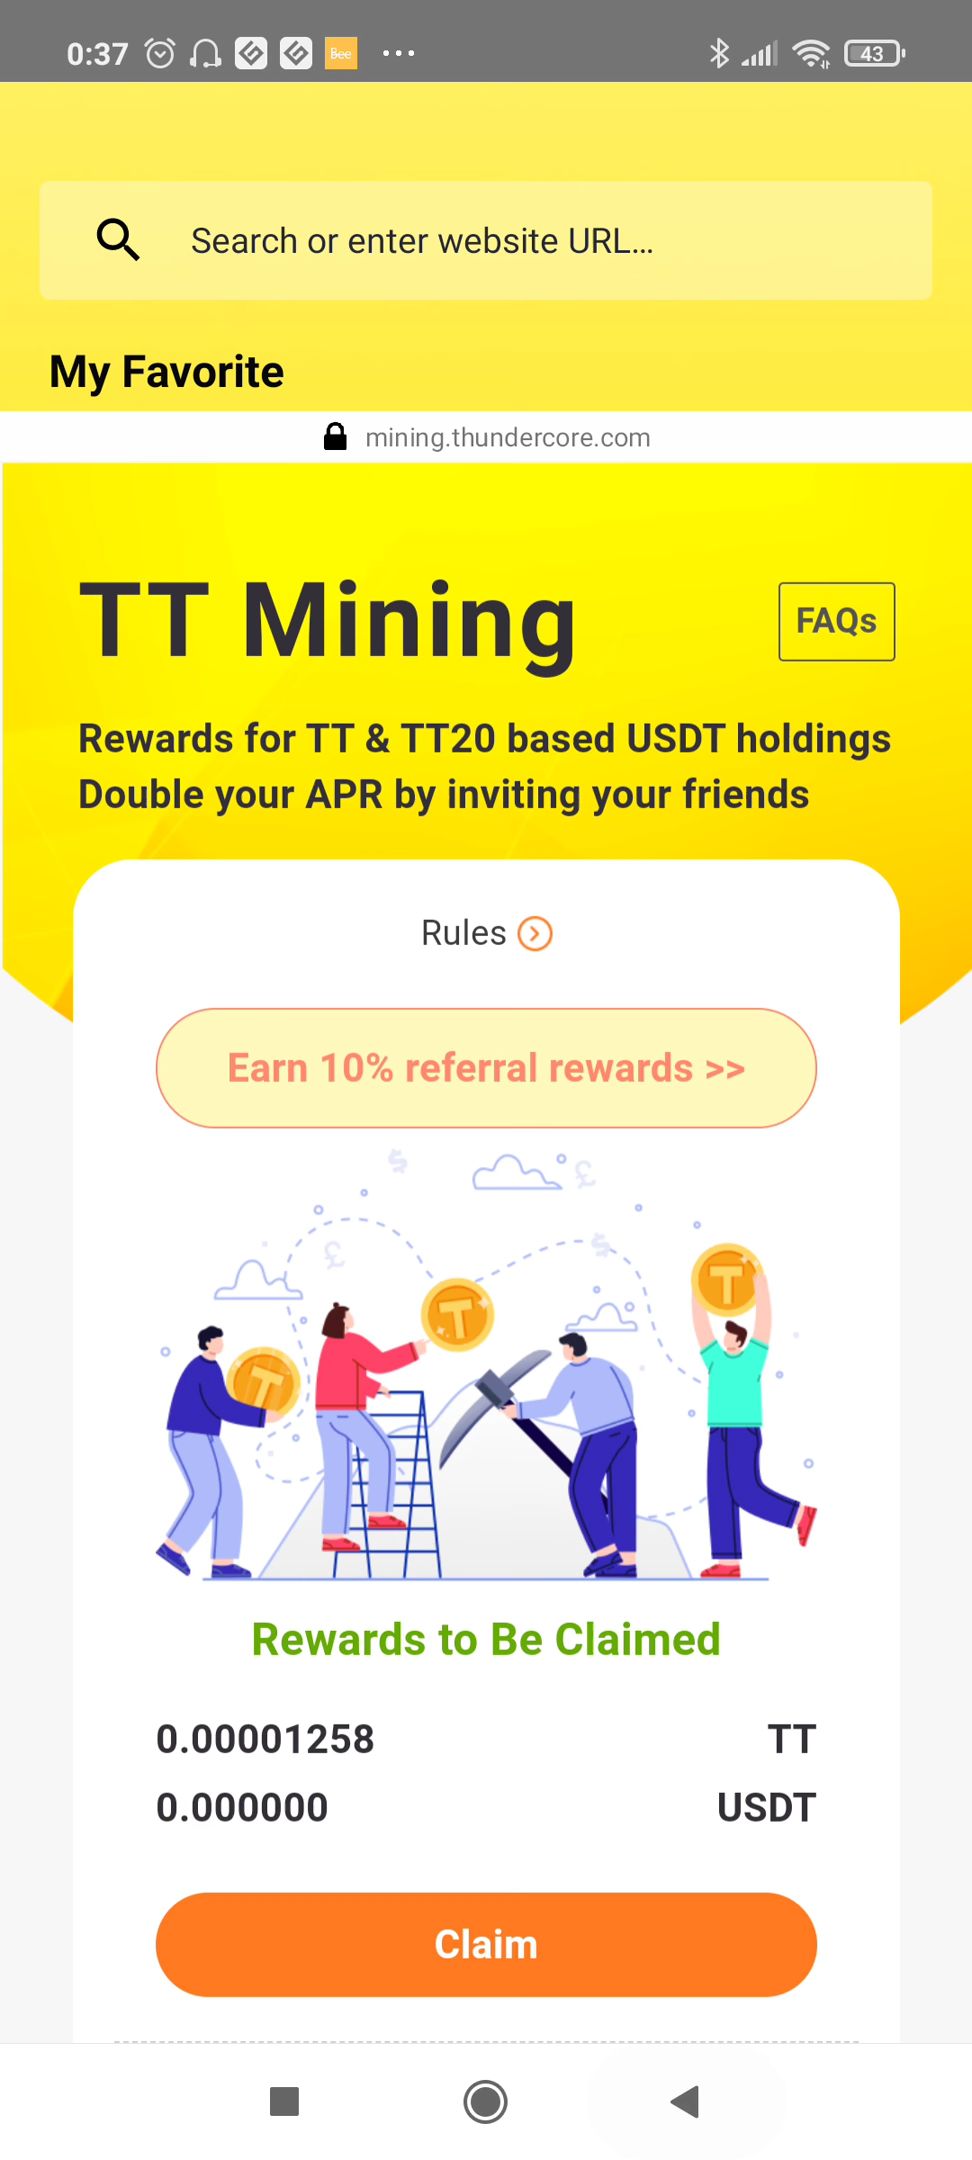 0:37 Bee ... 43
Search or enter website URL...
My Favorite
mining.thundercore.com
TT Mining
FAQs
Rewards for TT & TT20 based USDT holdings
Double your APR by inviting your friends
Rules
Earn 10% referral rewards >>
$ £
£ $
T T T T
Rewards to Be Claimed
0.00001258 TT
0.000000 USDT
Claim